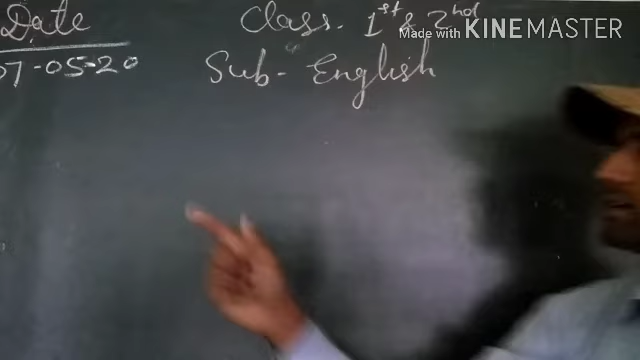 Date
07-05-20
Class. 1st & 2nd
Sub- English
Made with KINEMASTER